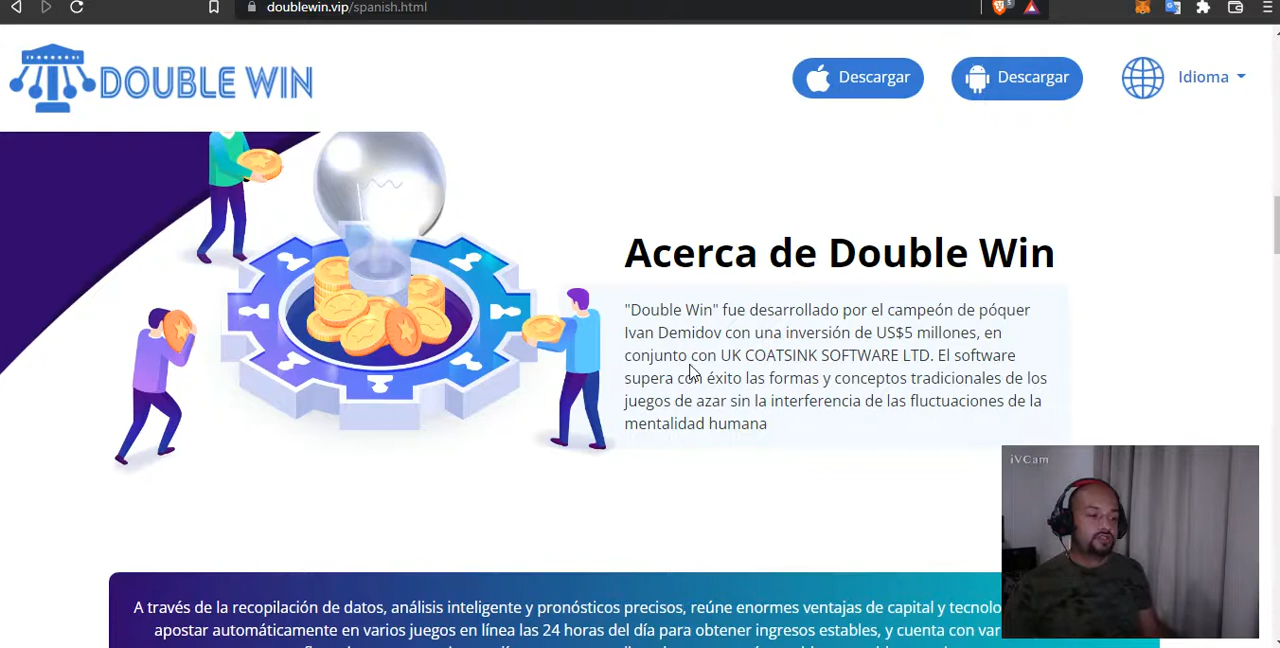 doublewin.vip/spanish.html
DOUBLE WIN
Descargar
Descargar
Idioma
Acerca de Double Win
"Double Win" fue desarrollado por el campeón de póquer
Ivan Demidov con una inversión de US$5 millones, en
conjunto con UK COATSINK SOFTWARE LTD. El software
supera con éxito las formas y conceptos tradicionales de los
juegos de azar sin la interferencia de las fluctuaciones de la
mentalidad humana
iVCam
A través de la recopilación de datos, análisis inteligente y pronósticos precisos, reúne enormes ventajas de capital y
apostar automáticamente en varios juegos en línea las 24 horas del día para obtener ingresos estables, y cuenta con